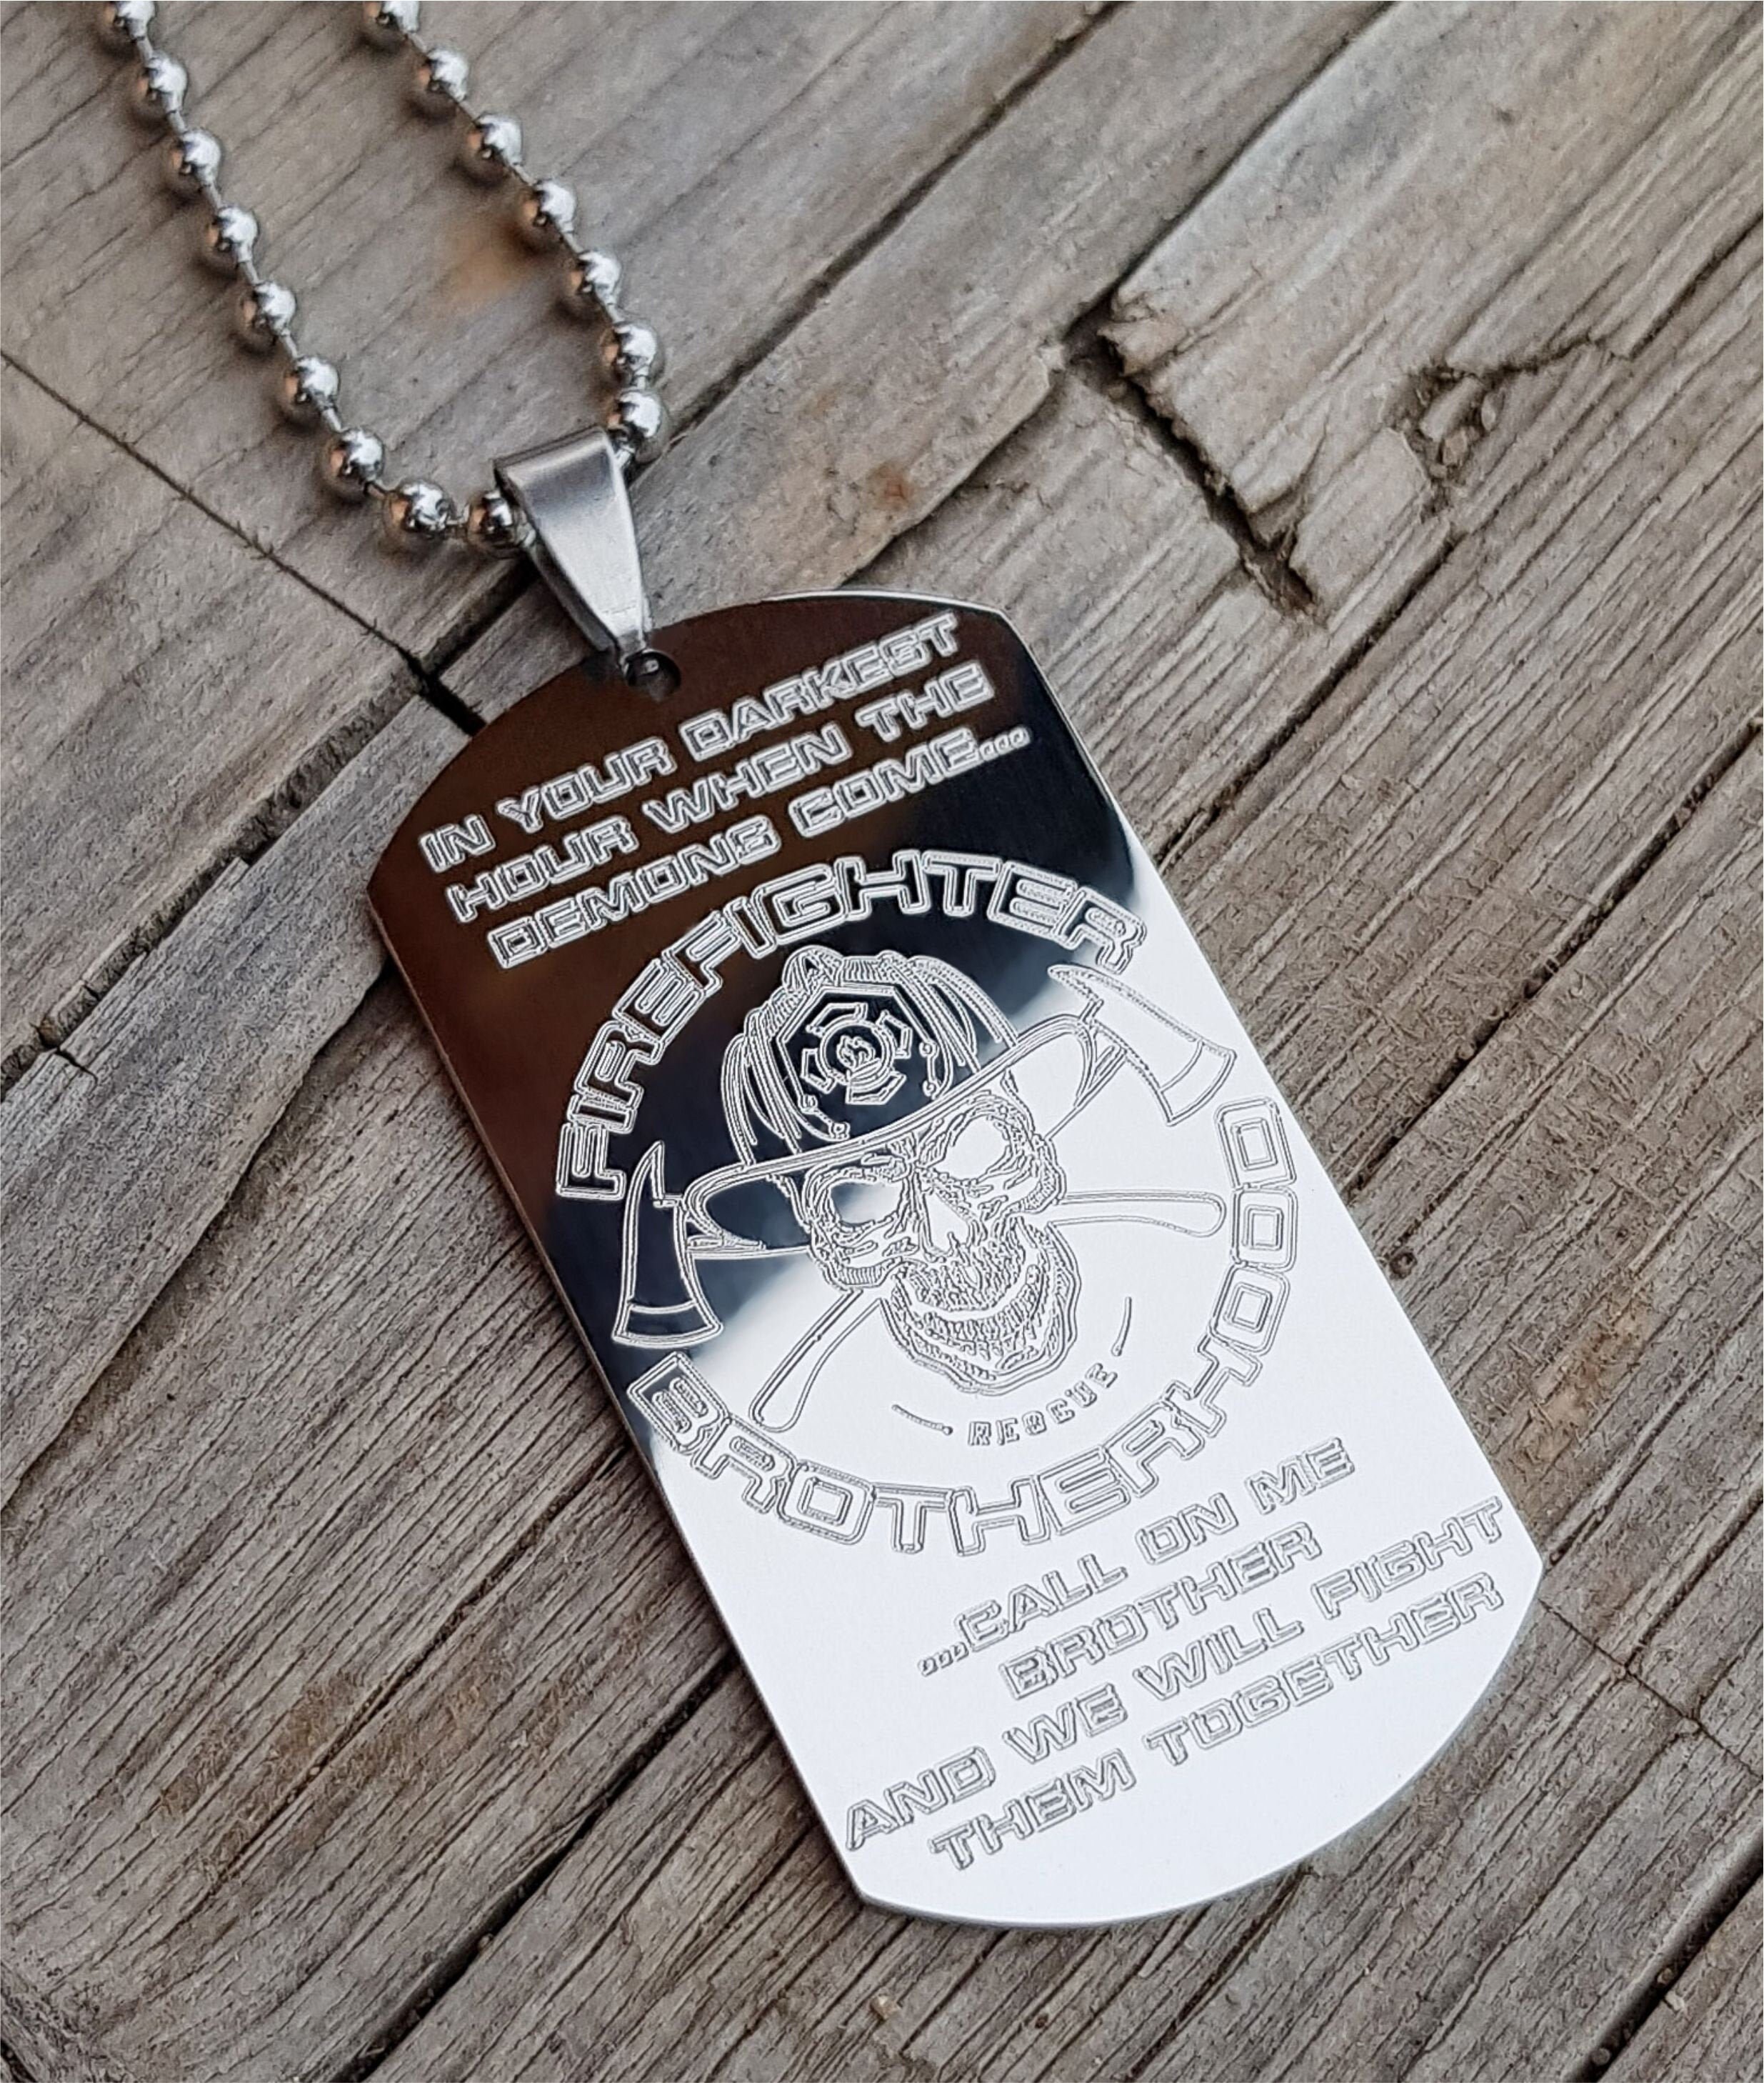 IN YOUR DARKEST
HOUR WHEN THE
DEMONS COME...
FIREFIGHTER
RESCUE
BROTHERHOOD
...CALL ON ME
BROTHER
AND WE WILL FIGHT
THEM TOGETHER